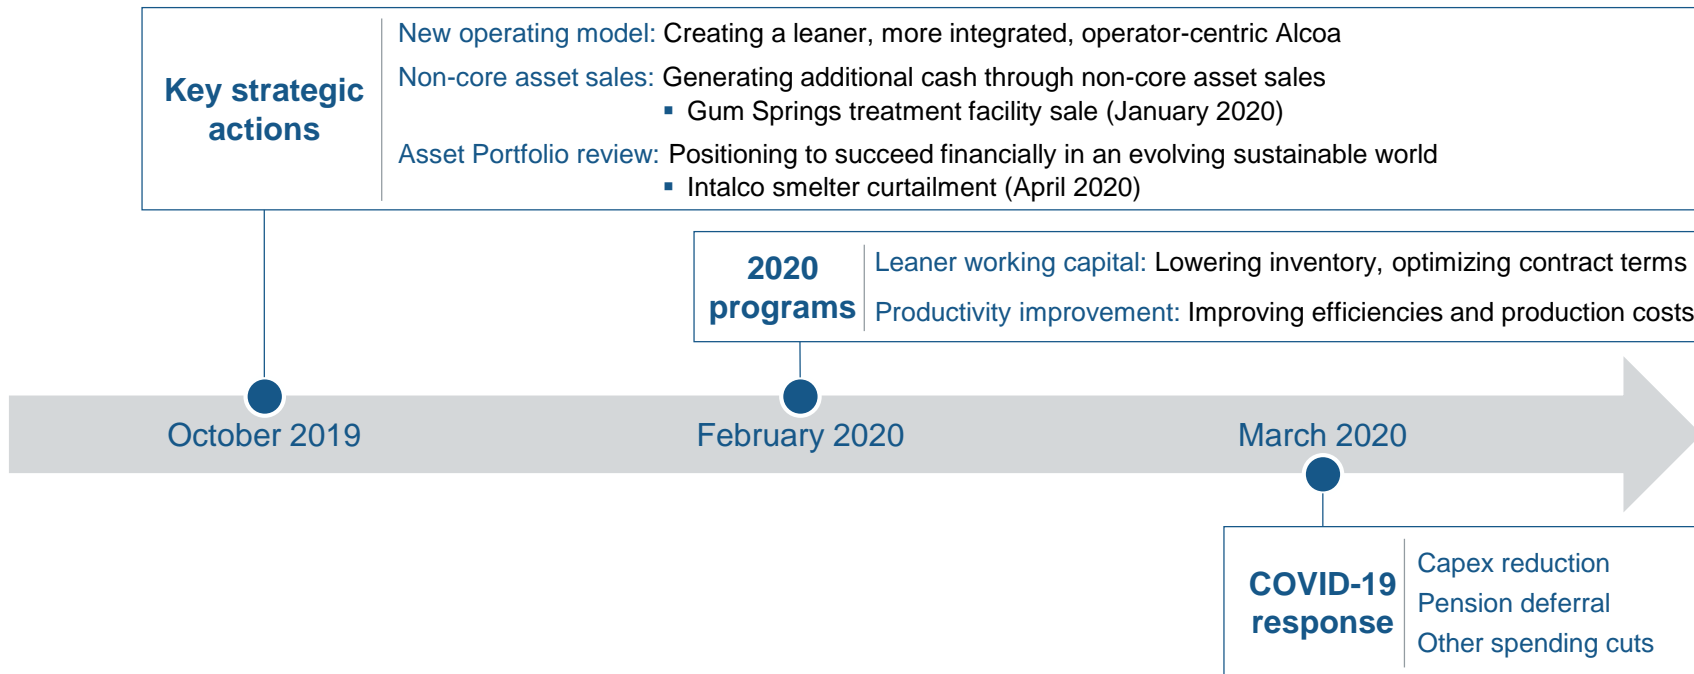 Key strategic
actions
New operating model: Creating a leaner, more integrated, operator-centric Alcoa
Non-core asset sales: Generating additional cash through non-core asset sales
▪ Gum Springs treatment facility sale (January 2020)
Asset Portfolio review: Positioning to succeed financially in an evolving sustainable world
▪ Intalco smelter curtailment (April 2020)
2020
programs
Leaner working capital: Lowering inventory, optimizing contract terms
Productivity improvement: Improving efficiencies and production costs
October 2019
February 2020
March 2020
COVID-19
response
Capex reduction
Pension deferral
Other spending cuts